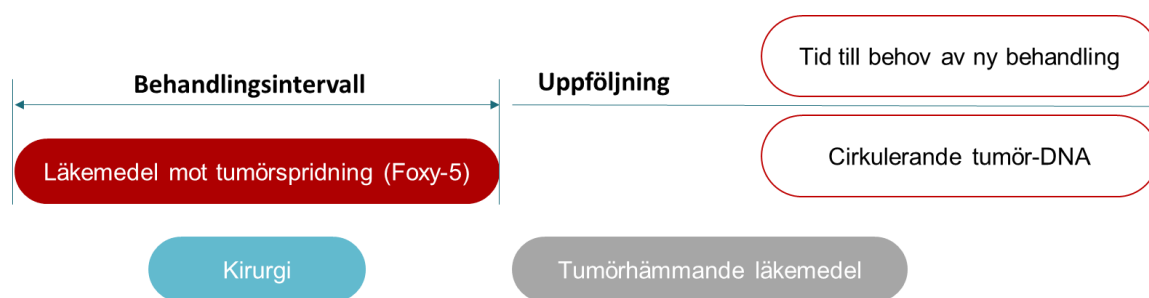 Tid till behov av ny behandling
Behandlingsintervall
Uppföljning
Läkemedel mot tumörspridning (Foxy-5)
Cirkulerande tumör-DNA
Kirurgi
Tumörhämmande läkemedel